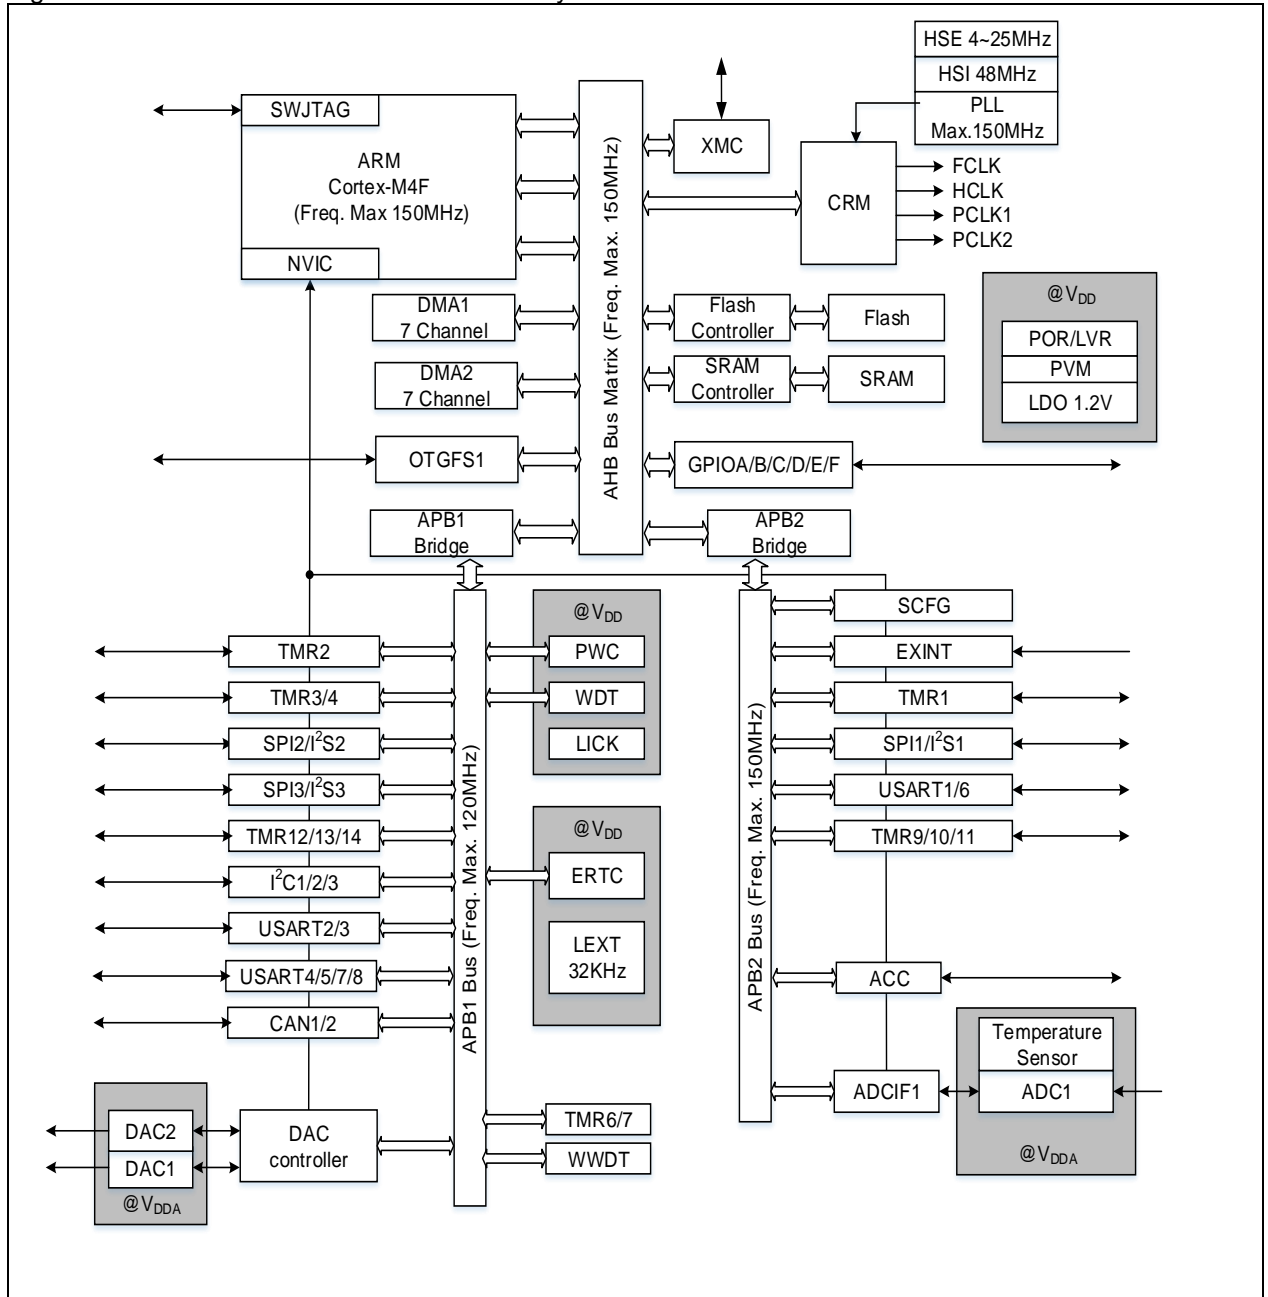 HSE 4~25MHz
HSI 48MHz
PLL
Max.150MHz
SWJTAG
ARM
Cortex-M4F
(Freq. Max 150MHz)
NVIC
AHB Bus Matrix (Freq. Max. 150MHz)
XMC
CRM
FCLK
HCLK
PCLK1
PCLK2
DMA1
7 Channel
DMA2
7 Channel
OTGFS1
Flash
Controller
Flash
SRAM
Controller
SRAM
GPIOA/B/C/D/E/F
@VDD
POR/LVR
PVM
LDO 1.2V
APB1
Bridge
APB2
Bridge
TMR2
TMR3/4
SPI2/I²S2
SPI3/I²S3
TMR12/13/14
I²C1/2/3
USART2/3
USART4/5/7/8
CAN1/2
DAC2
DAC1
@VDDA
DAC
controller
APB1 Bus (Freq. Max. 120MHz)
@VDD
PWC
WDT
LICK
@VDD
ERTC
LEXT
32KHz
TMR6/7
WWDT
APB2 Bus (Freq. Max. 150MHz)
SCFG
EXINT
TMR1
SPI1/I²S1
USART1/6
TMR9/10/11
ACC
ADCIF1
Temperature
Sensor
ADC1
@VDDA